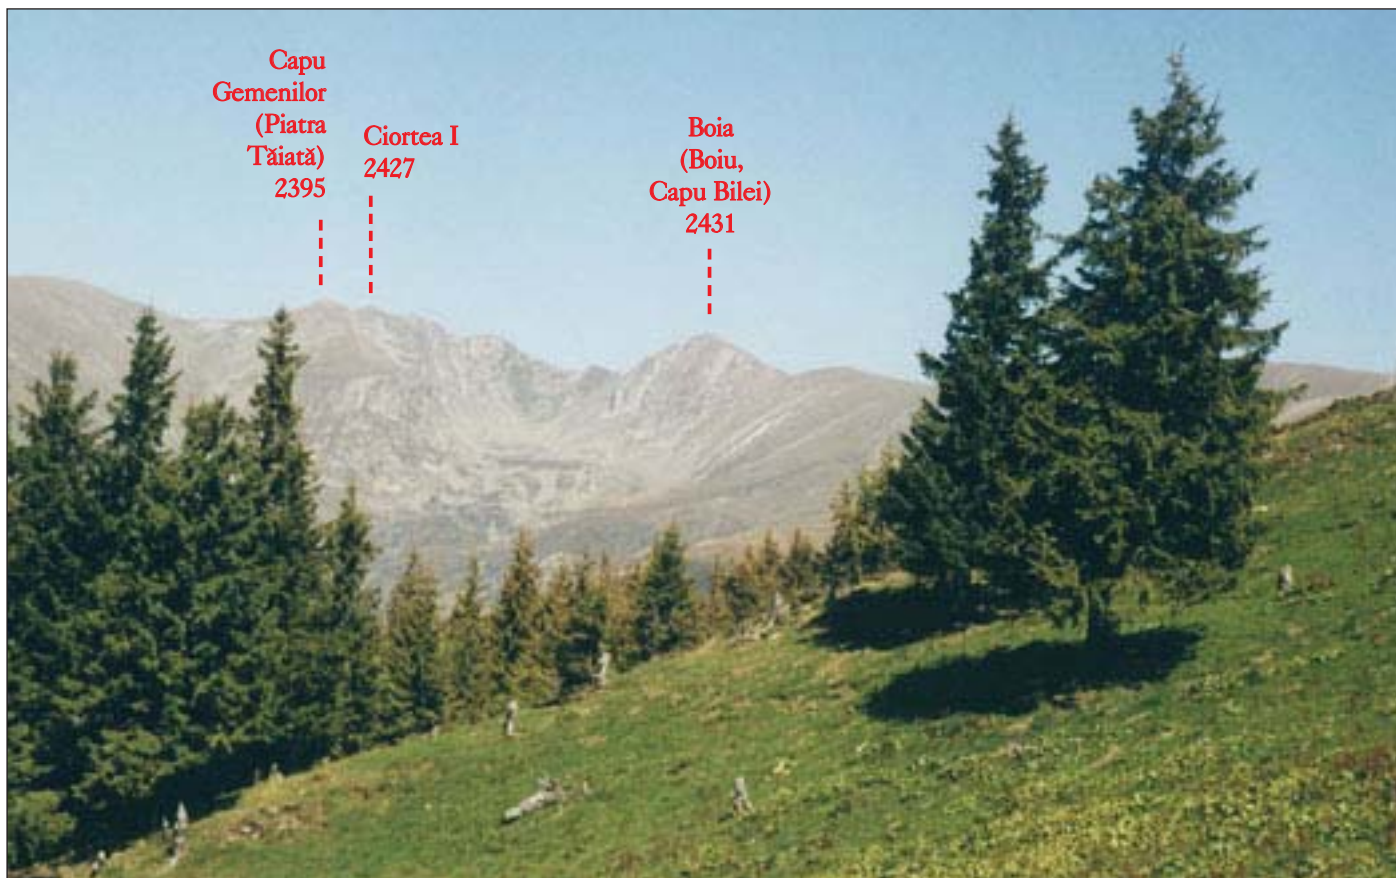 Capu
Gemenilor
(Piatra
Tăiată)
2395
Ciortea I
2427
Boia
(Boiu,
Capu Bilei)
2431